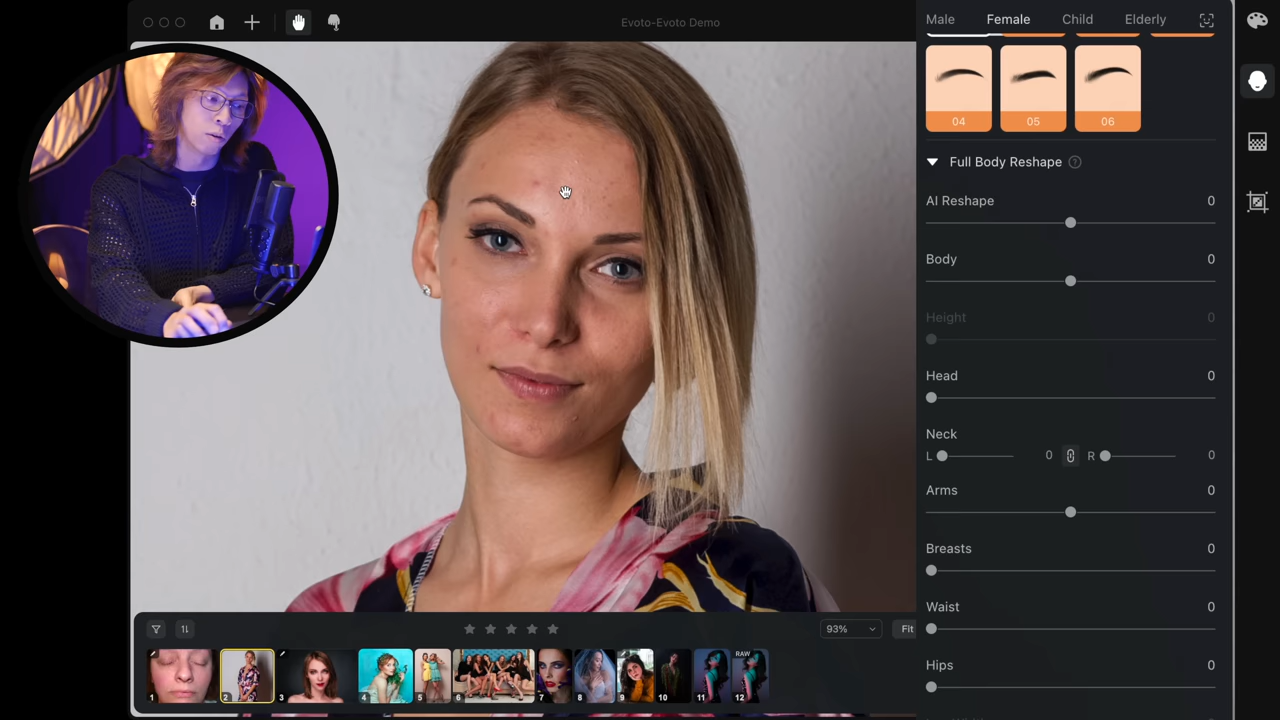 Evoto-Evoto Demo
Male Female Child Elderly
04 05 06
Full Body Reshape ?
AI Reshape 0
Body 0
Height 0
Head 0
Neck
L 0 R 0
Arms 0
Breasts 0
Waist 0
Hips 0
93% Fit
RAW
1 2 3 4 5 6 7 8 9 10 11 12